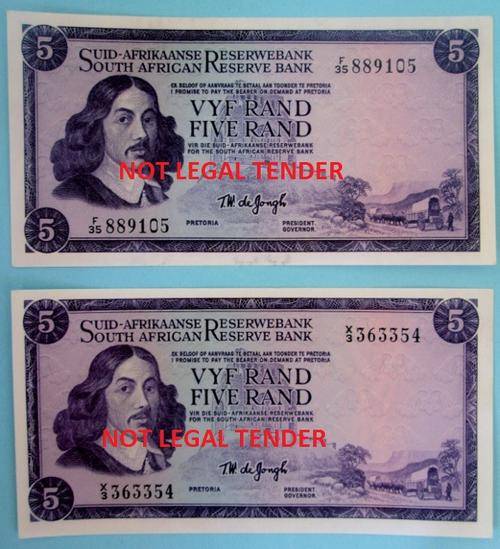 5
SUID-AFRIKAANSE RESERWEBANK
SOUTH AFRICAN RESERVE BANK
F/35 889105
5
EK BELOOF OP AANVRAAG TE BETAAL AAN TOONDER TE PRETORIA
I PROMISE TO PAY THE BEARER ON DEMAND AT PRETORIA
VYF RAND
FIVE RAND
VIR DIE SUID-AFRIKAANSE RESERWEBANK
FOR THE SOUTH AFRICAN RESERVE BANK
NOT LEGAL TENDER
T.W. de Jongh
F/35 889105
PRETORIA
PRESIDENT.
GOVERNOR.
5
5
SUID-AFRIKAANSE RESERWEBANK
SOUTH AFRICAN RESERVE BANK
X/3 363354
5
EK BELOOF OP AANVRAAG TE BETAAL AAN TOONDER TE PRETORIA
I PROMISE TO PAY THE BEARER ON DEMAND AT PRETORIA
VYF RAND
FIVE RAND
VIR DIE SUID-AFRIKAANSE RESERWEBANK
FOR THE SOUTH AFRICAN RESERVE BANK
NOT LEGAL TENDER
T.W. de Jongh
X/3 363354
PRETORIA
PRESIDENT.
GOVERNOR.
5